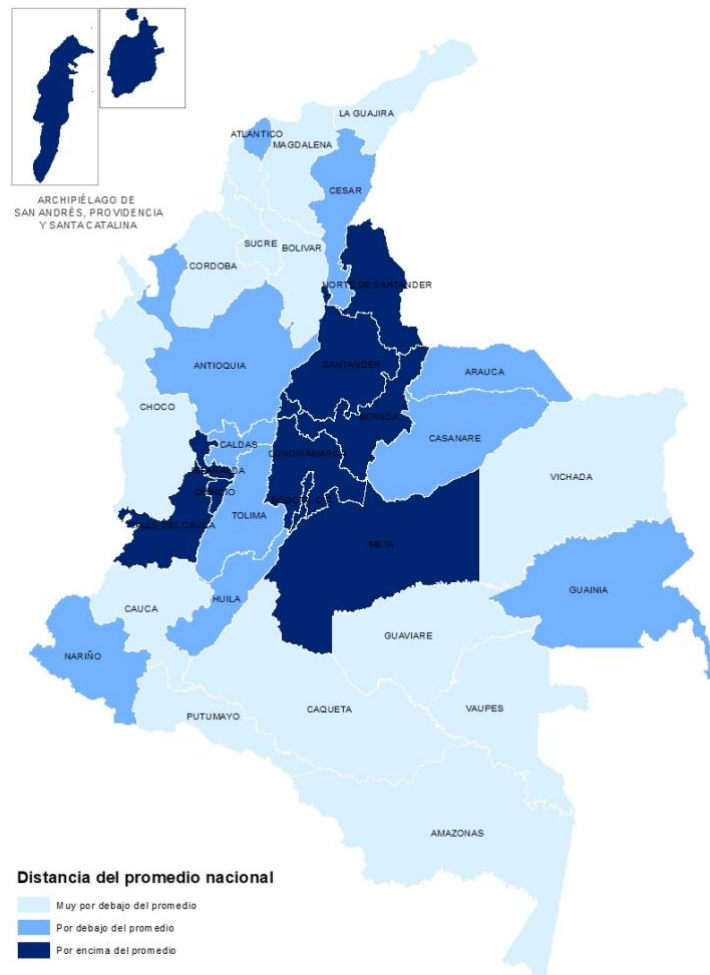 LA GUAJIRA
ATLANTICO
MAGDALENA
CESAR
ARCHIPIÉLAGO DE
SAN ANDRÉS, PROVIDENCIA
Y SANTA CATALINA
SUCRE
BOLIVAR
CORDOBA
NORTE DE SANTANDER
ANTIOQUIA
SANTANDER
ARAUCA
CHOCO
BOYACA
CALDAS
CASANARE
CUNDINAMARCA
VICHADA
RISARALDA
QUINDIO
BOGOTA, D.C.
TOLIMA
VALLE DEL CAUCA
META
GUAINIA
HUILA
CAUCA
GUAVIARE
NARIÑO
CAQUETA
VAUPES
PUTUMAYO
AMAZONAS
Distancia del promedio nacional
Muy por debajo del promedio
Por debajo del promedio
Por encima del promedio